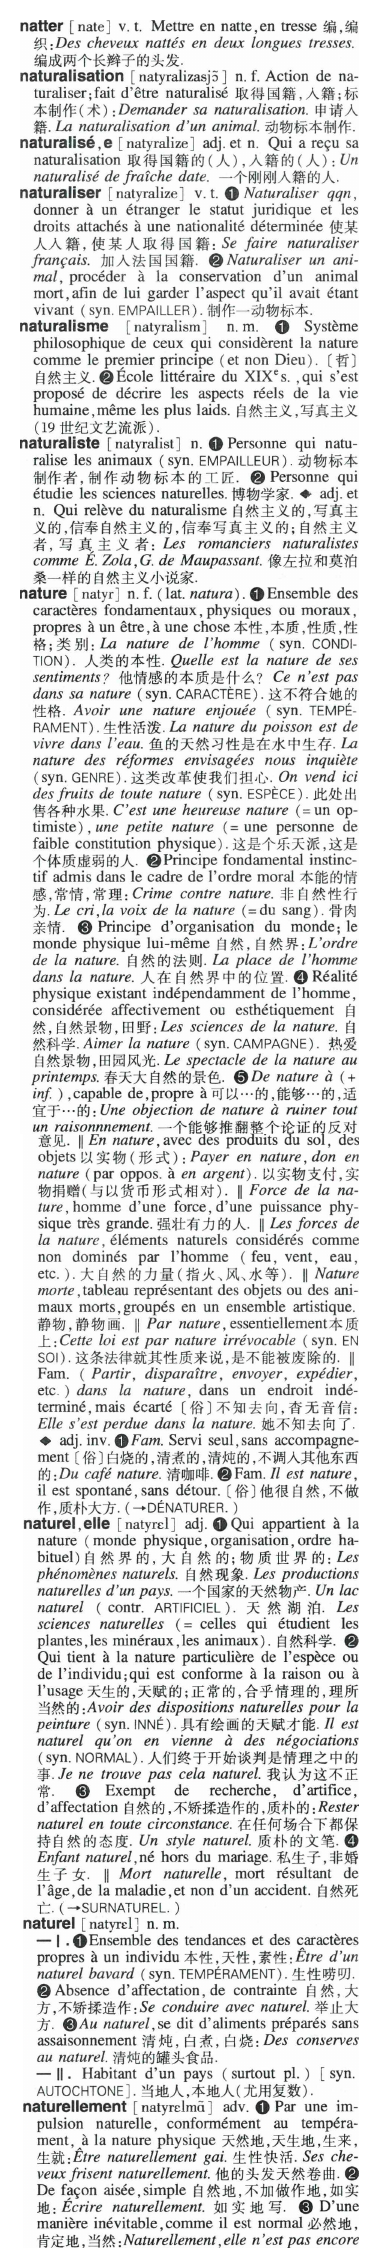 natter [nate] v. t. Mettre en natte,en tresse 编,编
织:Des cheveux nattés en deux longues tresses.
编成两个长辫子的头发.
naturalisation [natyralizasjɔ̃] n. f. Action de na-
turaliser;fait d'être naturalisé 取得国籍,入籍;标
本制作(术):Demander sa naturalisation. 申请入
籍. La naturalisation d'un animal. 动物标本制作.
naturalisé,e [natyralize] adj. et n. Qui a reçu sa
naturalisation 取得国籍的(人),入籍的(人):Un
naturalisé de fraîche date. 一个刚刚入籍的人.
naturaliser [natyralize] v. t. ❶ Naturaliser qqn,
donner à un étranger le statut juridique et les
droits attachés à une nationalité déterminée 使某
人入籍,使某人取得国籍: Se faire naturaliser
français. 加入法国国籍. ❷ Naturaliser un ani-
mal, procéder à la conservation d'un animal
mort,afin de lui garder l'aspect qu'il avait étant
vivant (syn. EMPAILLER). 制作一动物标本.
naturalisme [natyralism] n. m. ❶ Système
philosophique de ceux qui considèrent la nature
comme le premier principe (et non Dieu). 〔哲〕
自然主义. ❷ École littéraire du XIXᵉ s. ,qui s'est
proposé de décrire les aspects réels de la vie
humaine,même les plus laids. 自然主义,写真主义
(19 世纪文艺流派).
naturaliste [natyralist] n. ❶ Personne qui natu-
ralise les animaux (syn. EMPAILLEUR). 动物标本
制作者,制作动物标本的工匠. ❷ Personne qui
étudie les sciences naturelles. 博物学家. ◆ adj. et
n. Qui relève du naturalisme 自然主义的,写真主
义的,信奉自然主义的,信奉写真主义的;自然主义
者,写真主义者: Les romanciers naturalistes
comme É. Zola,G. de Maupassant. 像左拉和莫泊
桑一样的自然主义小说家.
nature [natyr] n. f. (lat. natura). ❶ Ensemble des
caractères fondamentaux, physiques ou moraux,
propres à un être,à une chose 本性,本质,性质,性
格;类别: La nature de l'homme (syn. CONDI-
TION). 人类的本性. Quelle est la nature de ses
sentiments? 他情感的本质是什么? Ce n'est pas
dans sa nature (syn. CARACTÈRE). 这不符合她的
性格. Avoir une nature enjouée (syn. TEMPÉ-
RAMENT). 生性活泼. La nature du poisson est de
vivre dans l'eau. 鱼的天然习性是在水中生存. La
nature des réformes envisagées nous inquiète
(syn. GENRE). 这类改革使我们担心. On vend ici
des fruits de toute nature (syn. ESPÈCE). 此处出
售各种水果. C'est une heureuse nature (= un op-
timiste), une petite nature (= une personne de
faible constitution physique). 这是个乐天派,这是
个体质虚弱的人. ❷ Principe fondamental instinc-
tif admis dans le cadre de l'ordre moral 本能的情
感,常情,常理: Crime contre nature. 非自然性行
为. Le cri,la voix de la nature (=du sang). 骨肉
亲情. ❸ Principe d'organisation du monde; le
monde physique lui-même 自然,自然界:L'ordre
de la nature. 自然的法则. La place de l'homme
dans la nature. 人在自然界中的位置. ❹ Réalité
physique existant indépendamment de l'homme,
considérée affectivement ou esthétiquement 自
然,自然景物,田野: Les sciences de la nature. 自
然科学. Aimer la nature (syn. CAMPAGNE). 热爱
自然景物,田园风光. Le spectacle de la nature au
printemps. 春天大自然的景色. ❺ De nature à (+
inf. ),capable de,propre à 可以…的,能够…的,适
宜于…的: Une objection de nature à ruiner tout
un raisonnnement. 一个能够推翻整个论证的反对
意见. ‖ En nature,avec des produits du sol, des
objets 以实物(形式): Payer en nature, don en
nature (par oppos. à en argent). 以实物支付,实
物捐赠(与以货币形式相对). ‖ Force de la na-
ture, homme d'une force, d'une puissance phy-
sique très grande. 强壮有力的人. ‖ Les forces de
la nature, éléments naturels considérés comme
non dominés par l'homme (feu, vent, eau,
etc. ). 大自然的力量(指火、风、水等). ‖ Nature
morte,tableau représentant des objets ou des ani-
maux morts,groupés en un ensemble artistique.
静物,静物画. ‖ Par nature,essentiellement 本质
上:Cette loi est par nature irrévocable (syn. EN
SOI). 这条法律就其性质来说,是不能被废除的. ‖
Fam. (Partir, disparaître, envoyer, expédier,
etc. ) dans la nature, dans un endroit indé-
terminé,mais écarté 〔俗〕不知去向,杳无音信:
Elle s'est perdue dans la nature. 她不知去向了.
◆ adj. inv. ❶ Fam. Servi seul,sans accompagne-
ment 〔俗〕白烧的,清煮的,清炖的,不调入其他东西
的:Du café nature. 清咖啡. ❷ Fam. Il est nature,
il est spontané,sans détour. 〔俗〕他很自然,不做
作,质朴大方. (→DÉNATURER. )
naturel,elle [natyrɛl] adj. ❶ Qui appartient à la
nature (monde physique,organisation,ordre ha-
bituel)自然界的,大自然的;物质世界的: Les
phénomènes naturels. 自然现象. Les productions
naturelles d'un pays. 一个国家的天然物产. Un lac
naturel (contr. ARTIFICIEL). 天然湖泊. Les
sciences naturelles (= celles qui étudient les
plantes,les minéraux,les animaux). 自然科学. ❷
Qui tient à la nature particulière de l'espèce ou
de l'individu;qui est conforme à la raison ou à
l'usage 天生的,天赋的;正常的,合乎情理的,理所
当然的:Avoir des dispositions naturelles pour la
peinture (syn. INNÉ). 具有绘画的天赋才能. Il est
naturel qu'on en vienne à des négociations
(syn. NORMAL). 人们终于开始谈判是情理之中的
事. Je ne trouve pas cela naturel. 我认为这不正
常. ❸ Exempt de recherche, d'artifice,
d'affectation 自然的,不矫揉造作的,质朴的:Rester
naturel en toute circonstance. 在任何场合下都保
持自然的态度. Un style naturel. 质朴的文笔. ❹
Enfant naturel,né hors du mariage. 私生子,非婚
生子女. ‖ Mort naturelle, mort résultant de
l'âge,de la maladie,et non d'un accident. 自然死
亡. (→SURNATUREL. )
naturel [natyrɛl] n. m.
— Ⅰ. ❶ Ensemble des tendances et des caractères
propres à un individu 本性,天性,素性: Être d'un
naturel bavard (syn. TEMPÉRAMENT). 生性唠叨.
❷ Absence d'affectation, de contrainte 自然,大
方,不矫揉造作:Se conduire avec naturel. 举止大
方. ❸ Au naturel,se dit d'aliments préparés sans
assaisonnement 清炖,白煮,白烧: Des conserves
au naturel. 清炖的罐头食品.
— Ⅱ. Habitant d'un pays (surtout pl.) [syn.
AUTOCHTONE]. 当地人,本地人(尤用复数).
naturellement [natyrɛlmɑ̃] adv. ❶ Par une im-
pulsion naturelle, conformément au tempéra-
ment, à la nature physique 天然地,天生地,生来,
生就:Être naturellement gai. 生性快活. Ses che-
veux frisent naturellement. 他的头发天然卷曲. ❷
De façon aisée,simple 自然地,不加做作地,如实
地: Écrire naturellement. 如实地写. ❸ D'une
manière inévitable,comme il est normal 必然地,
肯定地,当然:Naturellement,elle n'est pas encore